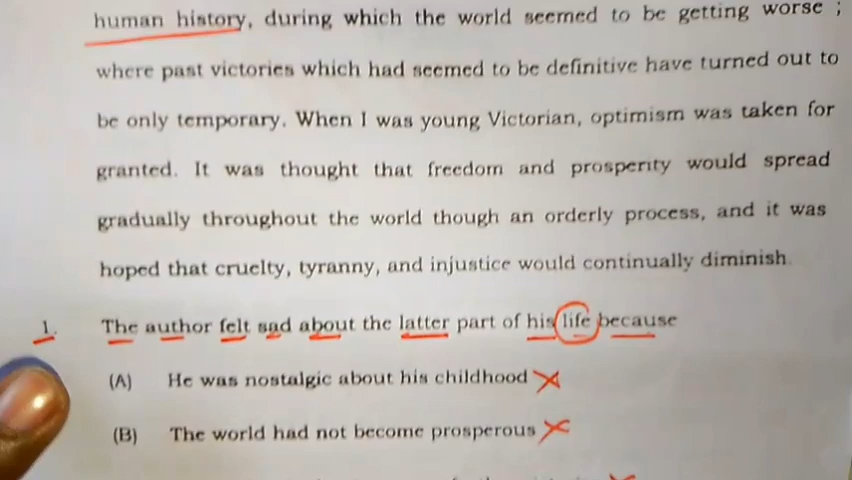 human history, during which the world seemed to be getting worse ;
where past victories which had seemed to be definitive have turned out to
be only temporary. When I was young Victorian, optimism was taken for
granted. It was thought that freedom and prosperity would spread
gradually throughout the world though an orderly process, and it was
hoped that cruelty, tyranny, and injustice would continually diminish.
1. The author felt sad about the latter part of his life because
(A) He was nostalgic about his childhood
(B) The world had not become prosperous